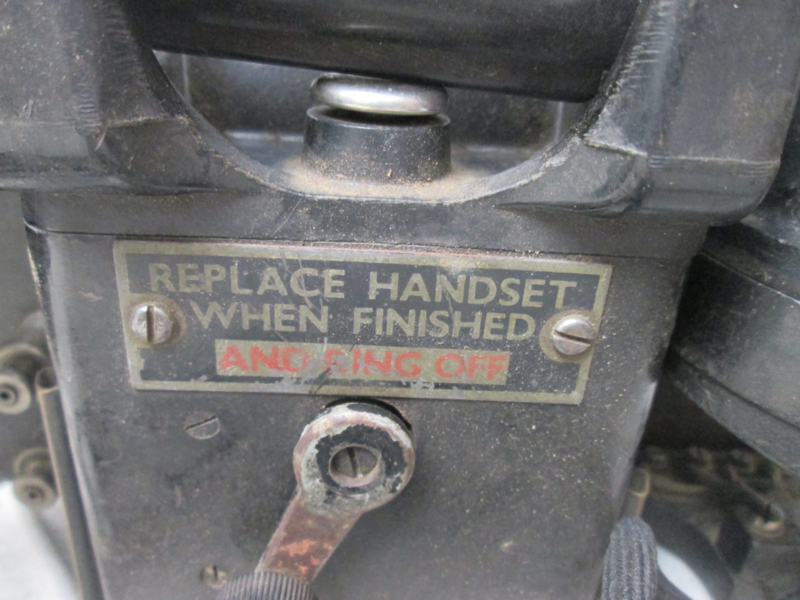 REPLACE HANDSET
WHEN FINISHED
AND RING OFF